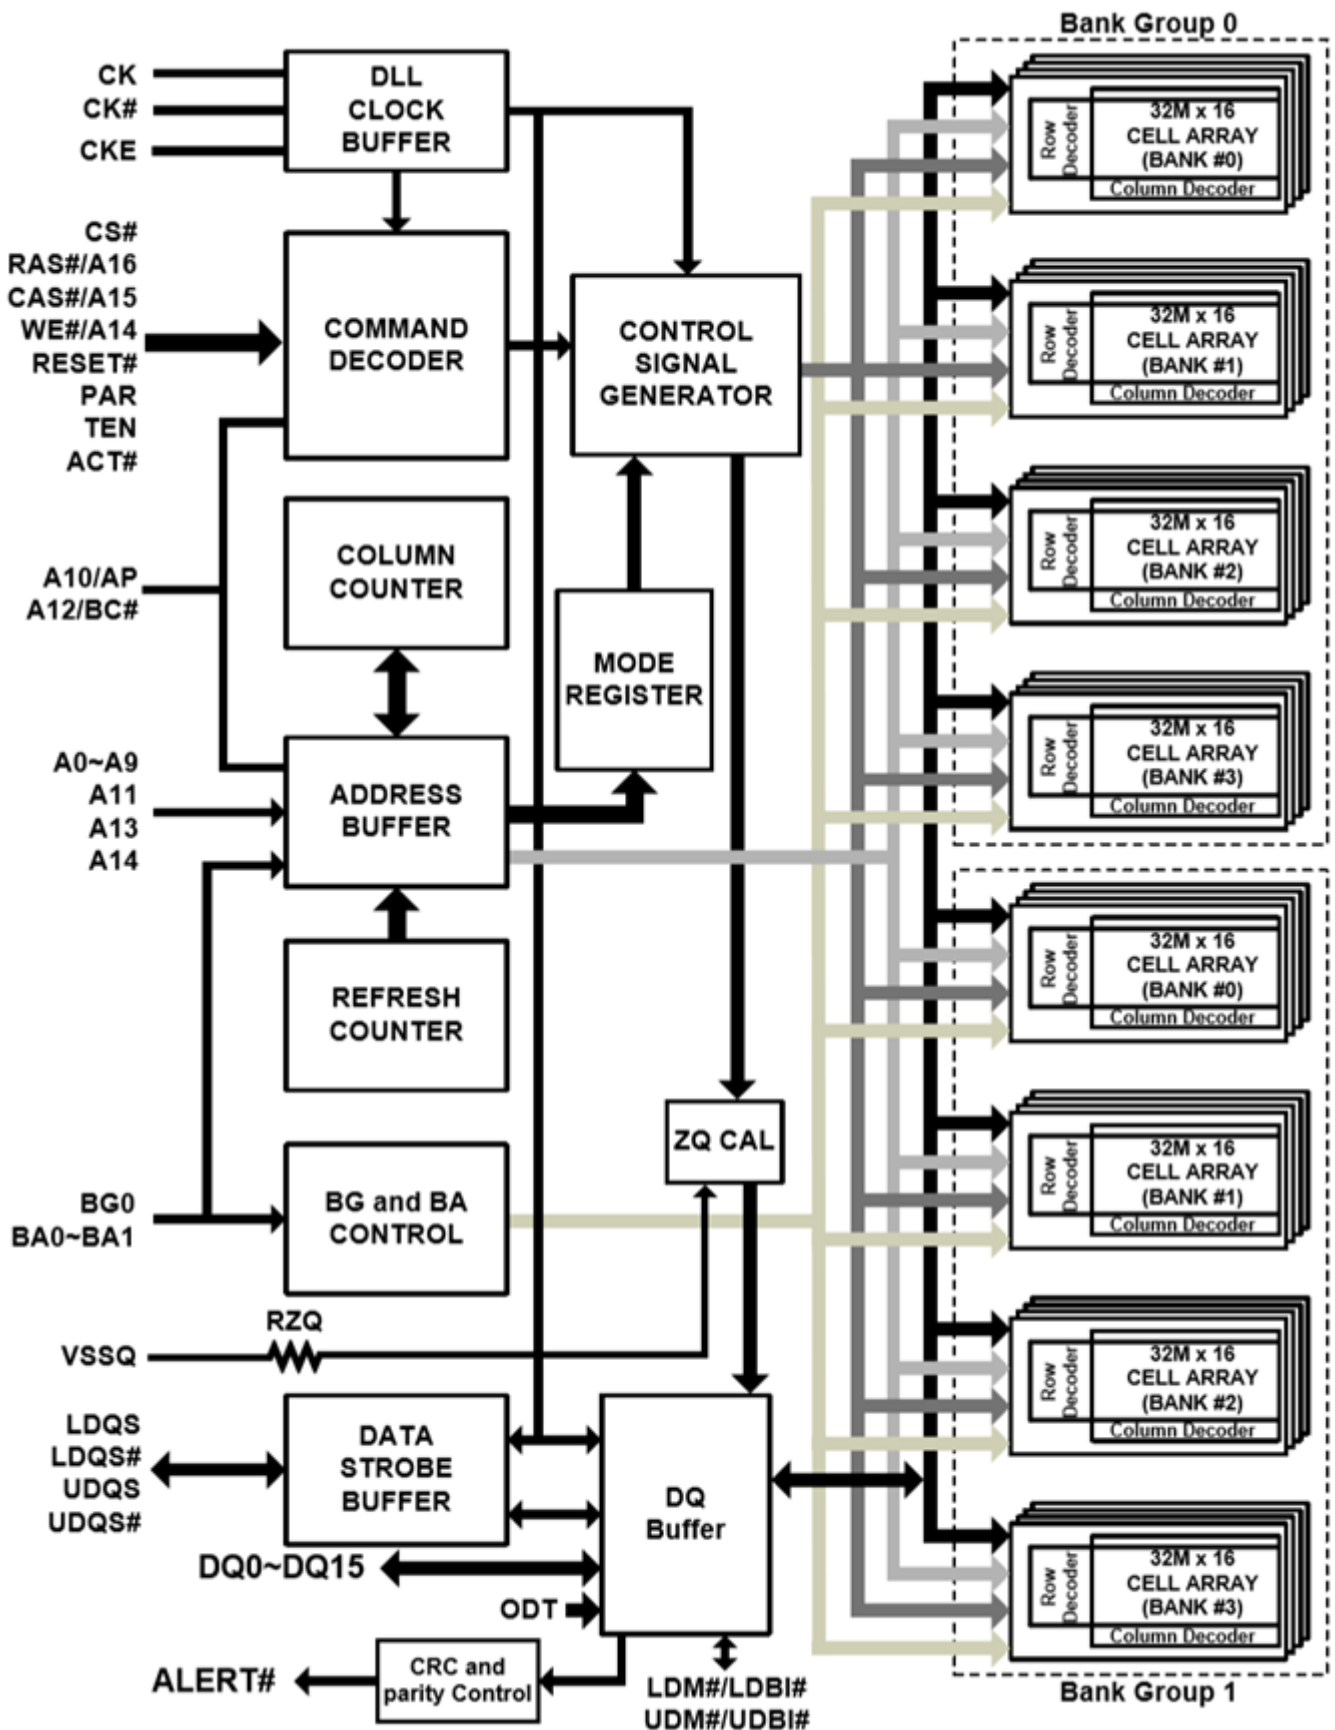 Bank Group 0
CK
CK#
CKE
DLL
CLOCK
BUFFER
CS#
RAS#/A16
CAS#/A15
WE#/A14
RESET#
PAR
TEN
ACT#
COMMAND
DECODER
CONTROL
SIGNAL
GENERATOR
A10/AP
A12/BC#
COLUMN
COUNTER
MODE
REGISTER
A0~A9
A11
A13
A14
ADDRESS
BUFFER
REFRESH
COUNTER
ZQ CAL
BG0
BA0~BA1
BG and BA
CONTROL
RZQ
VSSQ
LDQS
LDQS#
UDQS
UDQS#
DATA
STROBE
BUFFER
DQ
Buffer
DQ0~DQ15
ODT
ALERT#
CRC and
parity Control
LDM#/LDBI#
UDM#/UDBI#
Row
Decoder
32M x 16
CELL ARRAY
(BANK #0)
Column Decoder
Row
Decoder
32M x 16
CELL ARRAY
(BANK #1)
Column Decoder
Row
Decoder
32M x 16
CELL ARRAY
(BANK #2)
Column Decoder
Row
Decoder
32M x 16
CELL ARRAY
(BANK #3)
Column Decoder
Row
Decoder
32M x 16
CELL ARRAY
(BANK #0)
Column Decoder
Row
Decoder
32M x 16
CELL ARRAY
(BANK #1)
Column Decoder
Row
Decoder
32M x 16
CELL ARRAY
(BANK #2)
Column Decoder
Row
Decoder
32M x 16
CELL ARRAY
(BANK #3)
Column Decoder
Bank Group 1